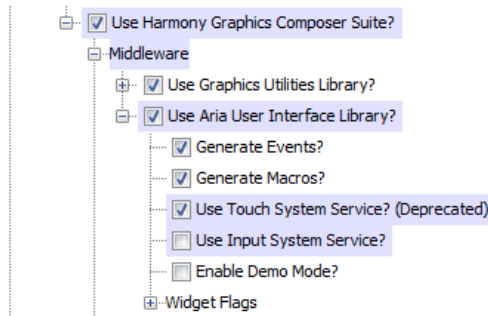 Use Harmony Graphics Composer Suite?
Middleware
Use Graphics Utilities Library?
Use Aria User Interface Library?
Generate Events?
Generate Macros?
Use Touch System Service? (Deprecated)
Use Input System Service?
Enable Demo Mode?
Widget Flags